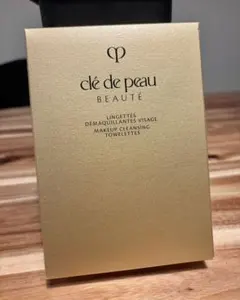 clé de peau
BEAUTÉ
LINGETTES
DÉMAQUILLANTES VISAGE
MAKEUP CLEANSING
TOWELETTES